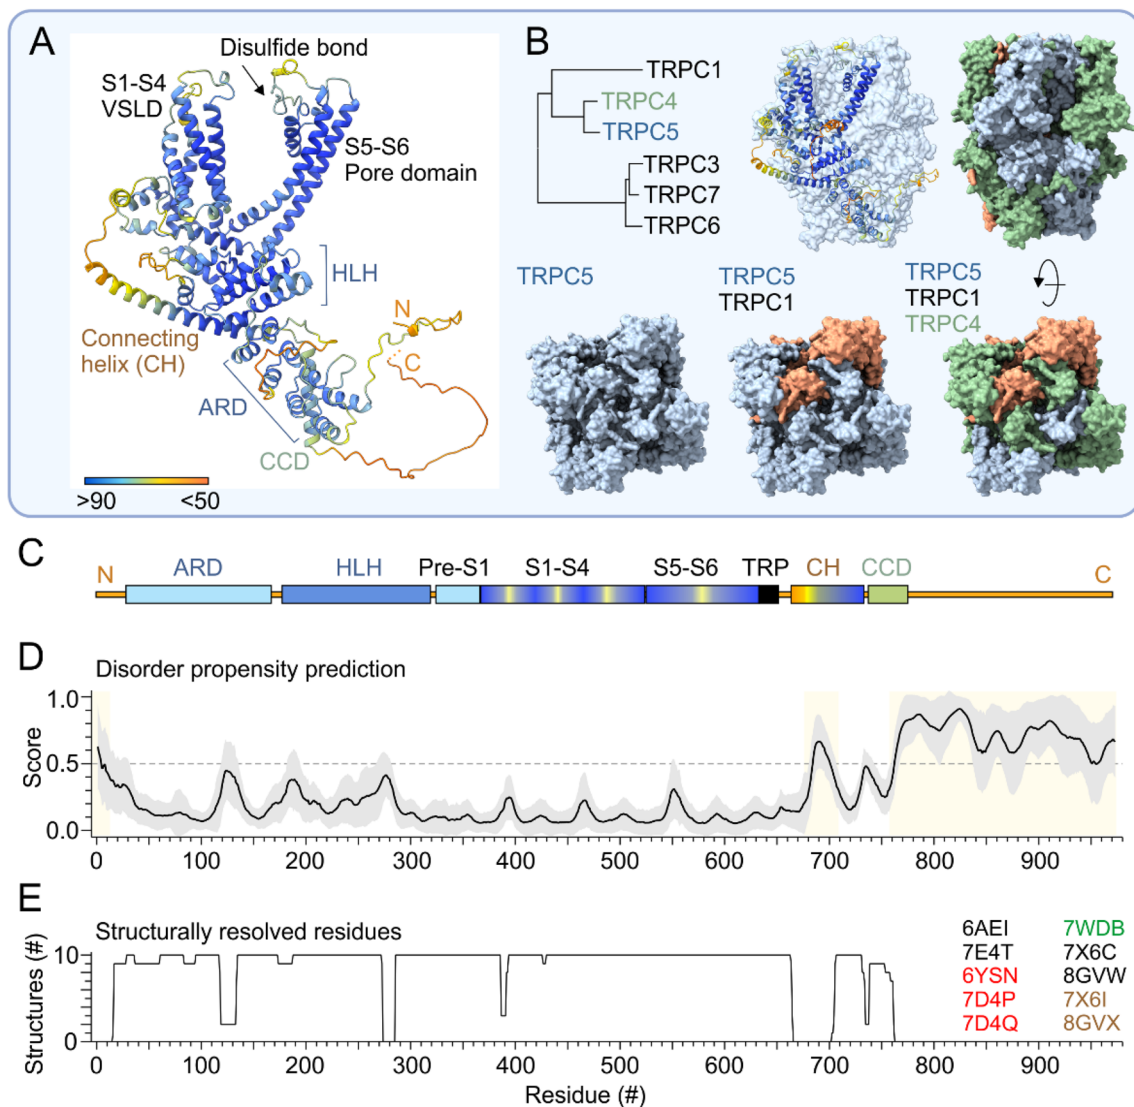 A
Disulfide bond
S1-S4
VSLD
S5-S6
Pore domain
HLH
Connecting
helix (CH)
N
C
ARD
CCD
>90 <50
B
TRPC1
TRPC4
TRPC5
TRPC3
TRPC7
TRPC6
TRPC5
TRPC5
TRPC1
TRPC5
TRPC1
TRPC4
C
N ARD HLH Pre-S1 S1-S4 S5-S6 TRP CH CCD C
D
Disorder propensity prediction
Score
1.0
0.5
0.0
0 100 200 300 400 500 600 700 800 900
E
Structurally resolved residues
Structures (#)
10
0
0 100 200 300 400 500 600 700 800 900
Residue (#)
6AEI 7WDB
7E4T 7X6C
6YSN 8GVW
7D4P 7X6I
7D4Q 8GVX